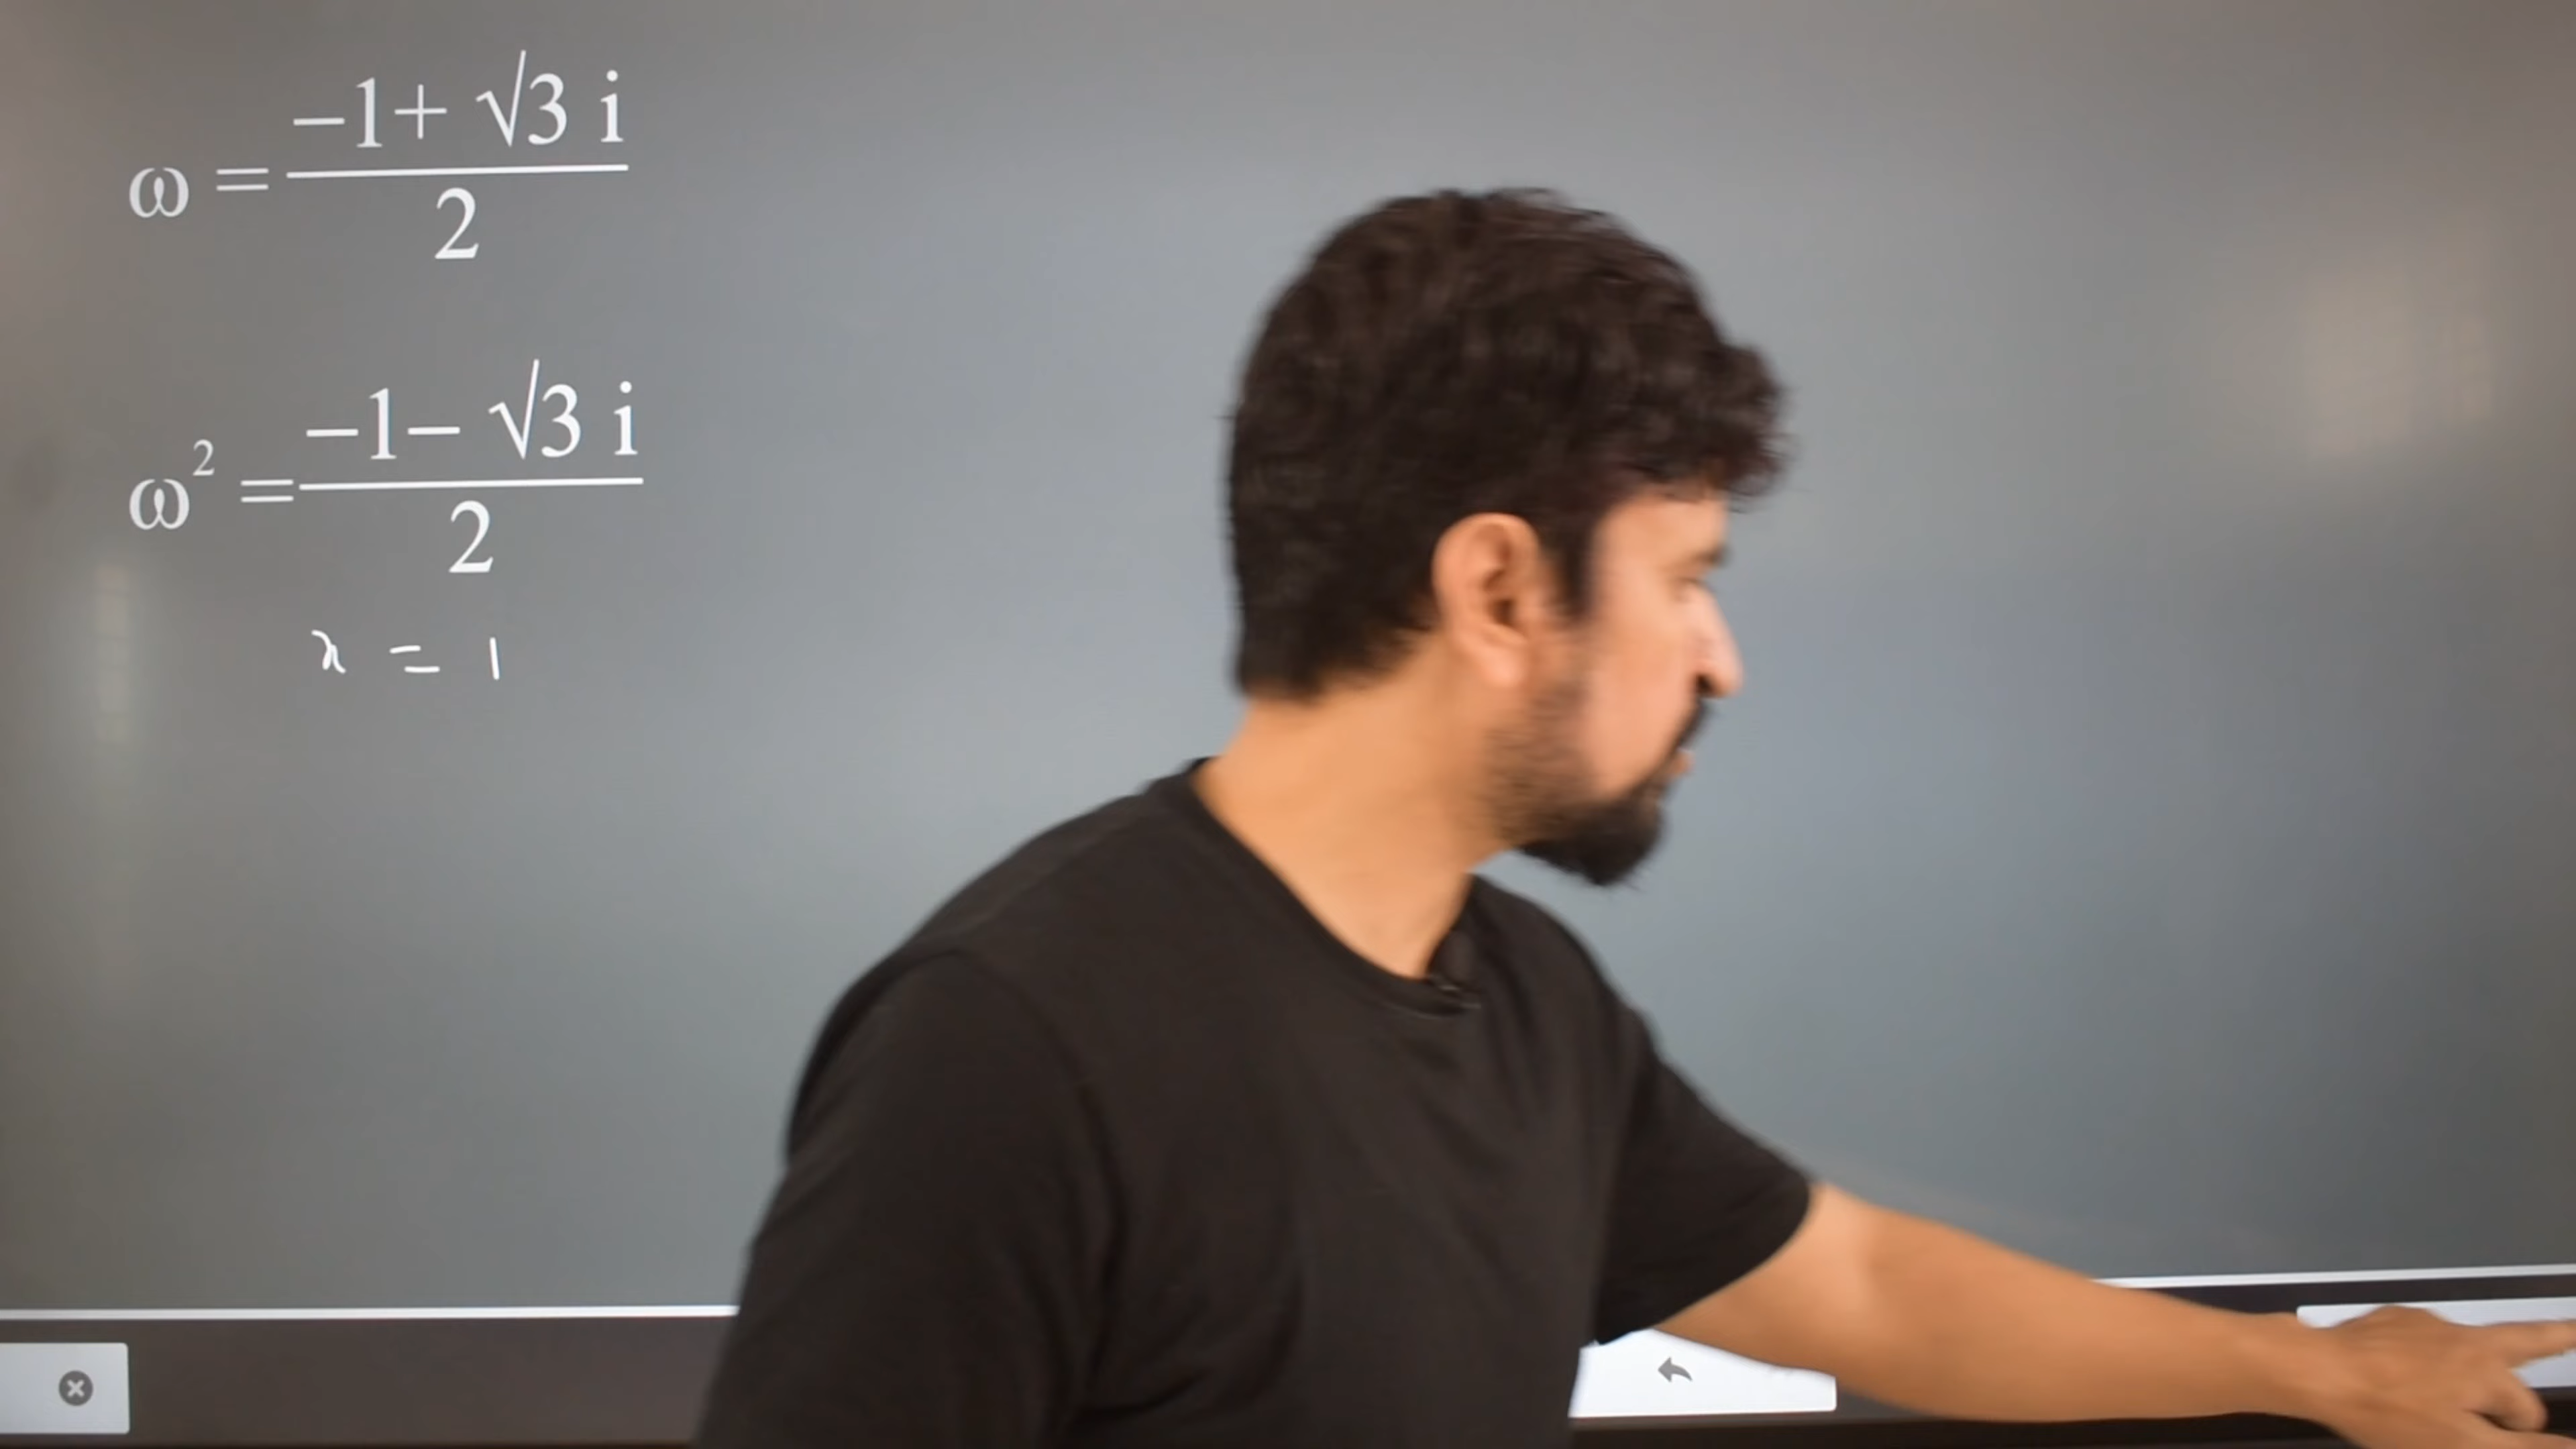 ω = (−1+ √3 i)/2
ω² = (−1− √3 i)/2
x = 1